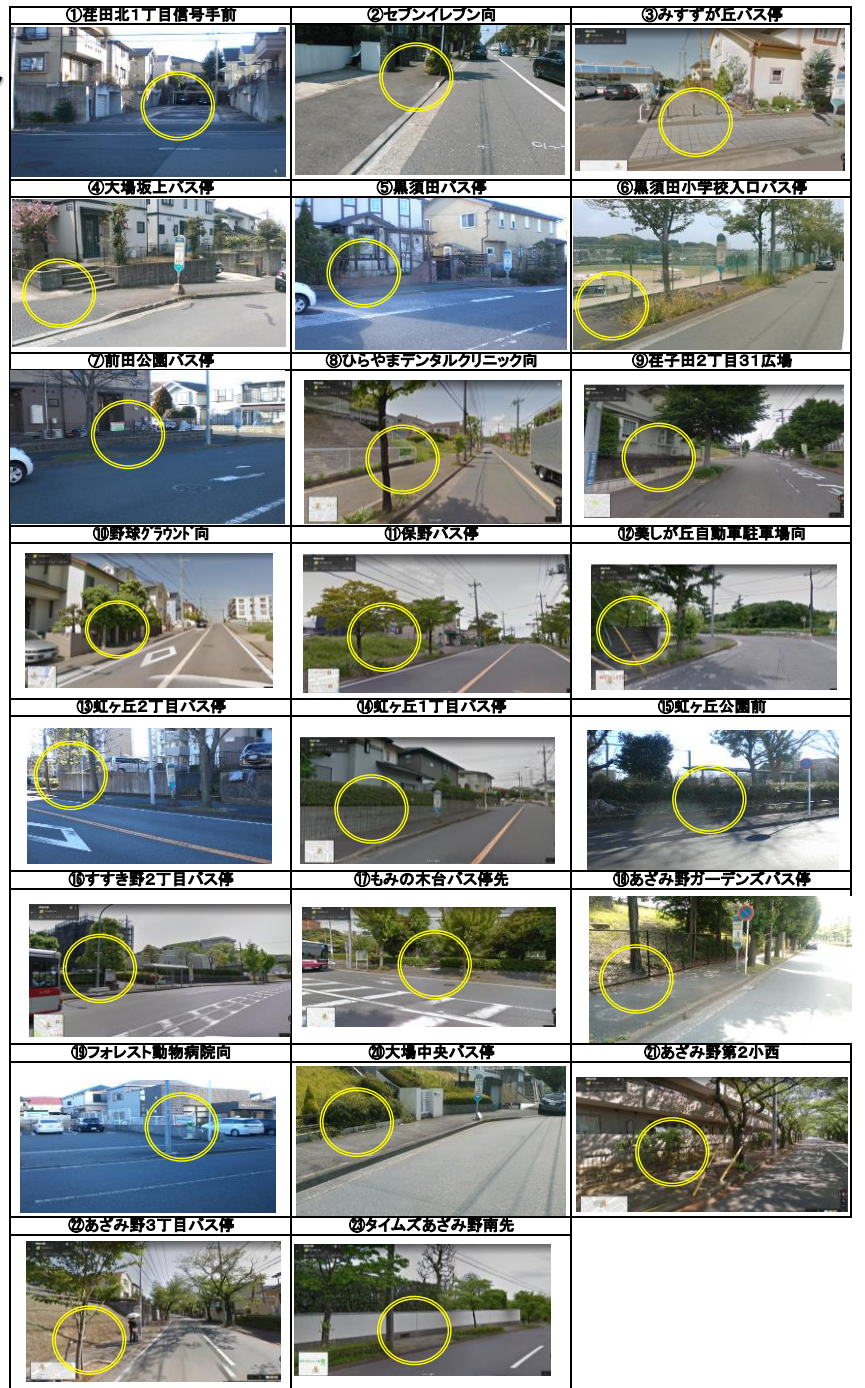 ①荏田北1丁目信号手前
②セブンイレブン向
③みすずが丘バス停
④大場坂上バス停
⑤黒須田バス停
⑥黒須田小学校入口バス停
⑦前田公園バス停
⑧ひらやまデンタルクリニック向
⑨荏子田2丁目31広場
⑩野球グラウンド向
⑪保野バス停
⑫美しが丘自動車駐車場向
⑬虹ヶ丘2丁目バス停
⑭虹ヶ丘1丁目バス停
⑮虹ヶ丘公園前
⑯すすき野2丁目バス停
⑰もみの木台バス停先
⑱あざみ野ガーデンズバス停
⑲フォレスト動物病院向
⑳大場中央バス停
㉑あざみ野第2小西
㉒あざみ野3丁目バス停
㉓タイムズあざみ野南先